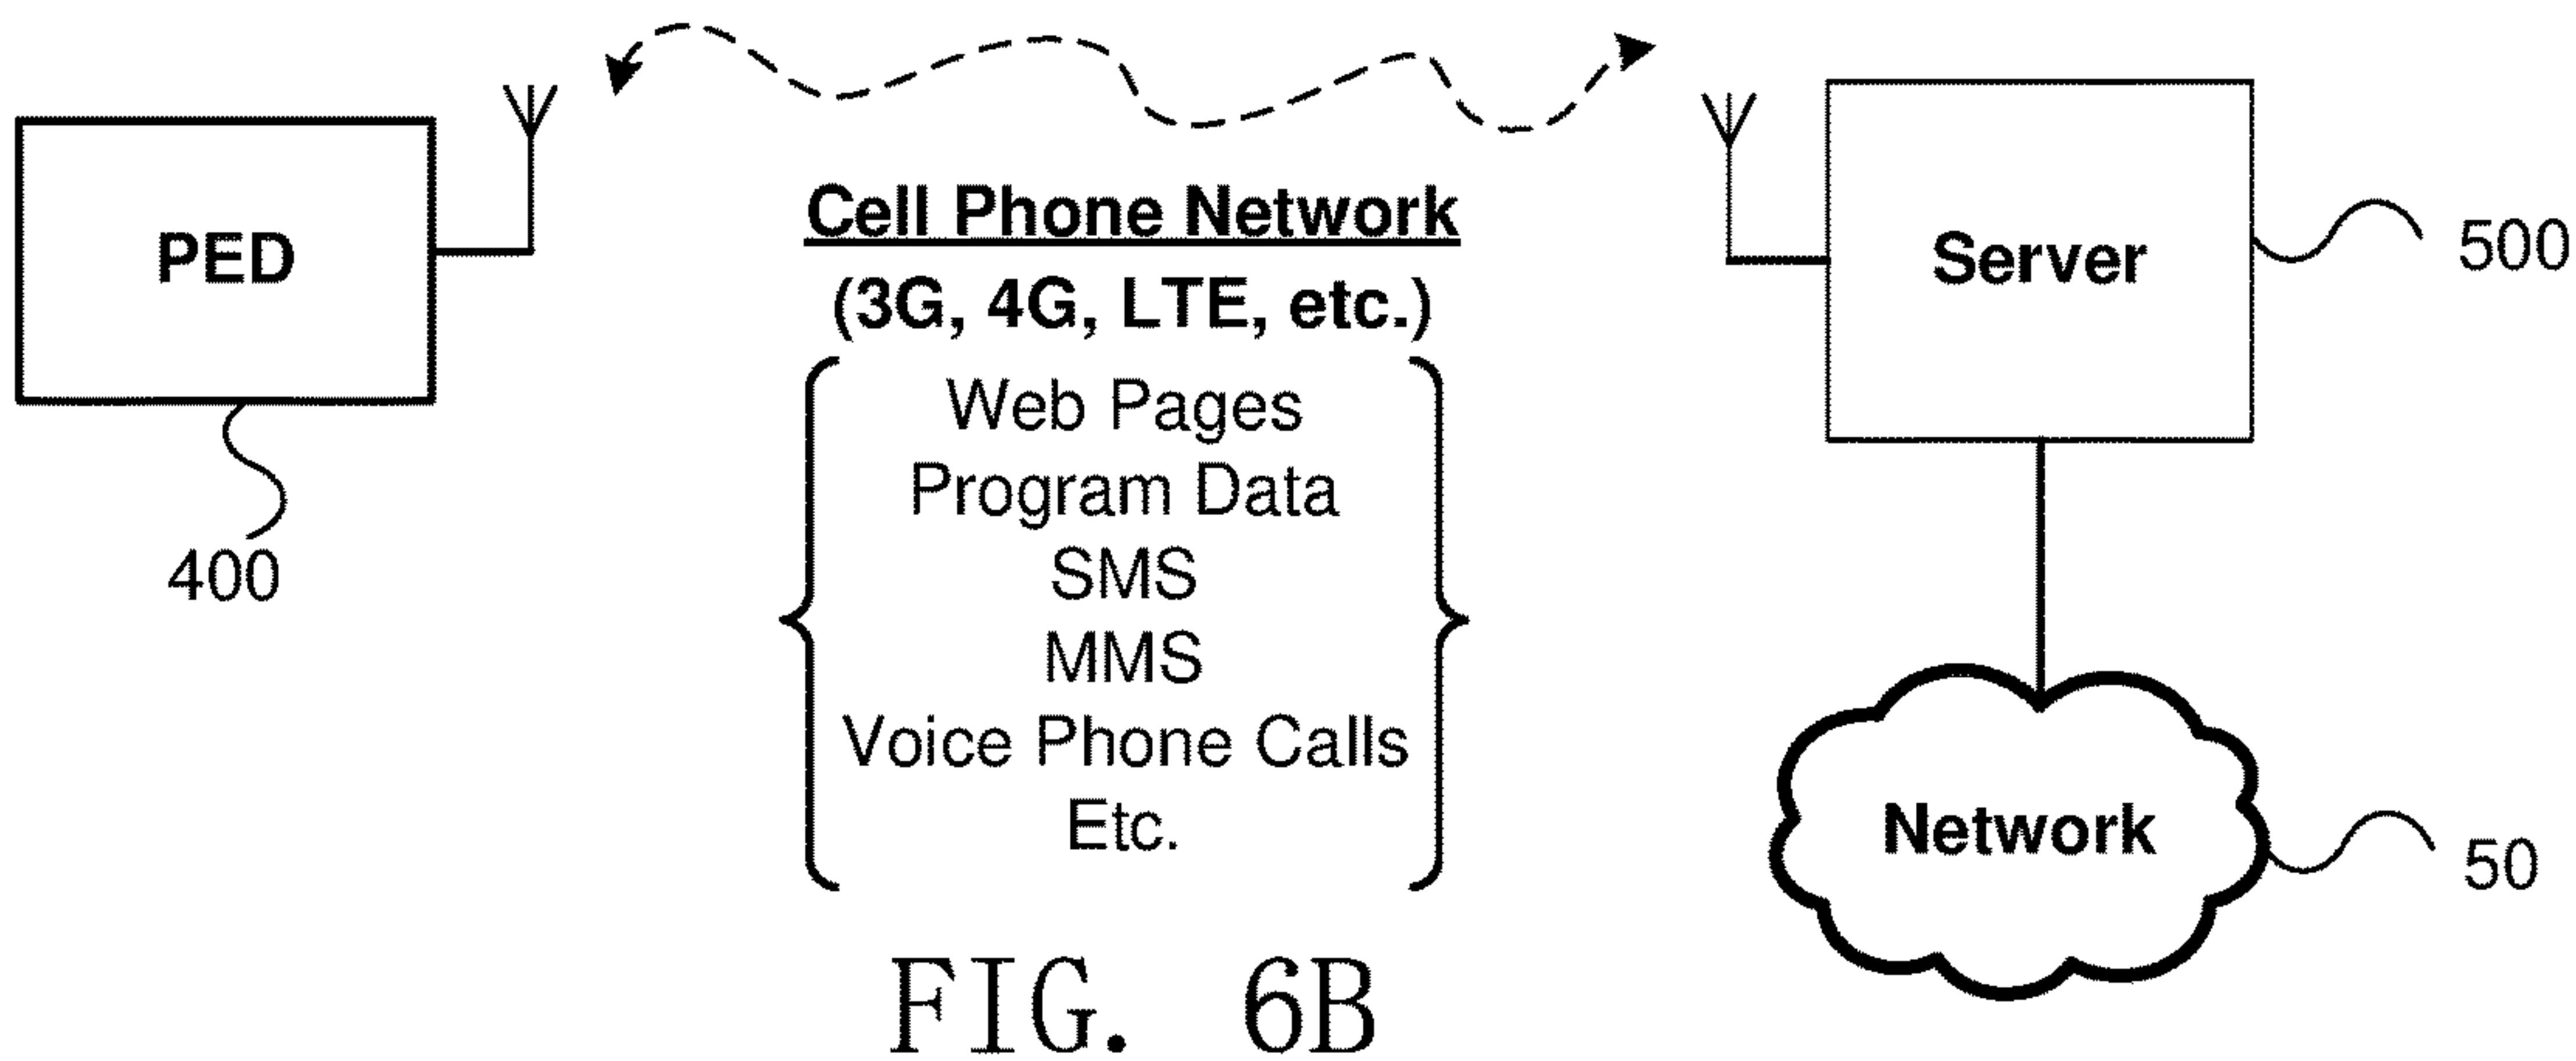 PED
400
Cell Phone Network
(3G, 4G, LTE, etc.)
Web Pages
Program Data
SMS
MMS
Voice Phone Calls
Etc.
Server
500
Network
50
FIG. 6B